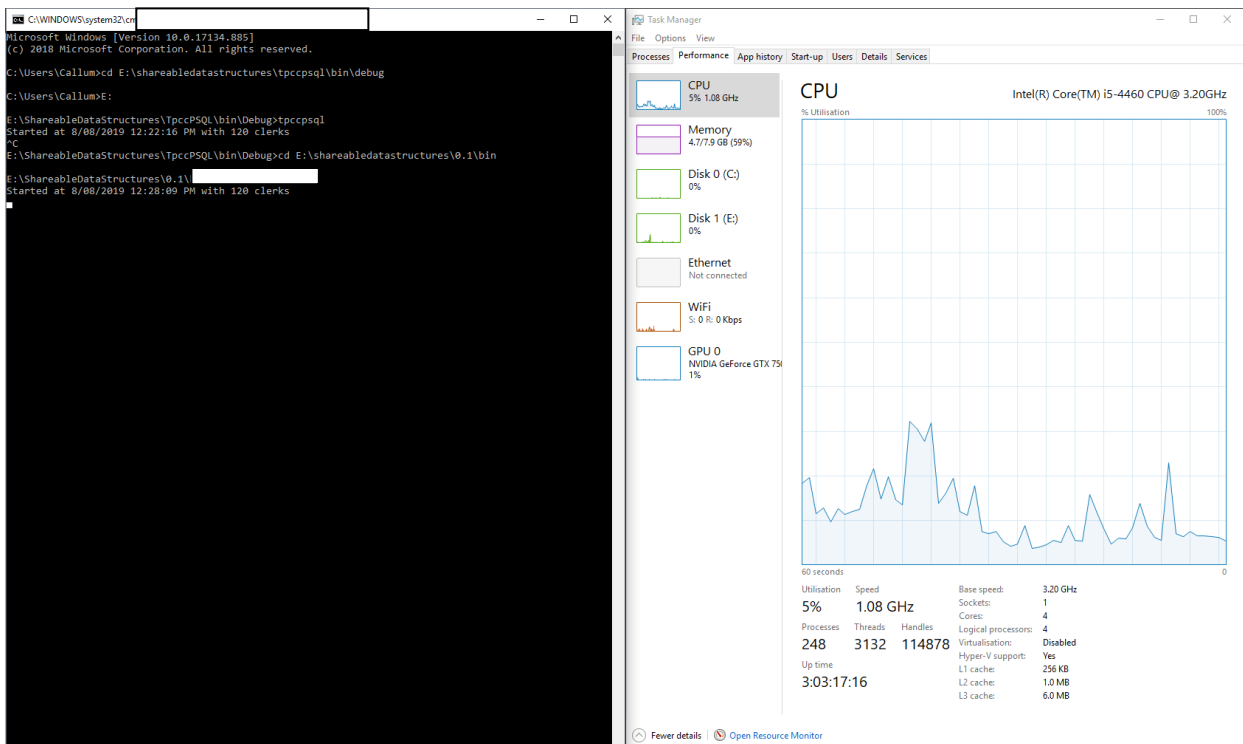 C:\WINDOWS\system32\cm
Microsoft Windows [Version 10.0.17134.885]
(c) 2018 Microsoft Corporation. All rights reserved.
C:\Users\Callum>cd E:\shareabledatastructures\tpccpsql\bin\debug
C:\Users\Callum>E:
E:\ShareableDataStructures\TpccPSQL\bin\Debug>tpccpsql
Started at 8/08/2019 12:22:16 PM with 120 clerks
^C
E:\ShareableDataStructures\TpccPSQL\bin\Debug>cd E:\shareabledatastructures\0.1\bin
E:\ShareableDataStructures\0.1\
Started at 8/08/2019 12:28:09 PM with 120 clerks
Task Manager
File Options View
Processes Performance App history Start-up Users Details Services
CPU
5% 1.08 GHz
Memory
4.7/7.9 GB (59%)
Disk 0 (C:)
0%
Disk 1 (E:)
0%
Ethernet
Not connected
WiFi
S: 0 R: 0 Kbps
GPU 0
NVIDIA GeForce GTX 750
1%
CPU Intel(R) Core(TM) i5-4460 CPU@ 3.20GHz
% Utilisation 100%
60 seconds 0
Utilisation Speed
5% 1.08 GHz
Processes Threads Handles
248 3132 114878
Up time
3:03:17:16
Base speed: 3.20 GHz
Sockets: 1
Cores: 4
Logical processors: 4
Virtualisation: Disabled
Hyper-V support: Yes
L1 cache: 256 KB
L2 cache: 1.0 MB
L3 cache: 6.0 MB
Fewer details Open Resource Monitor